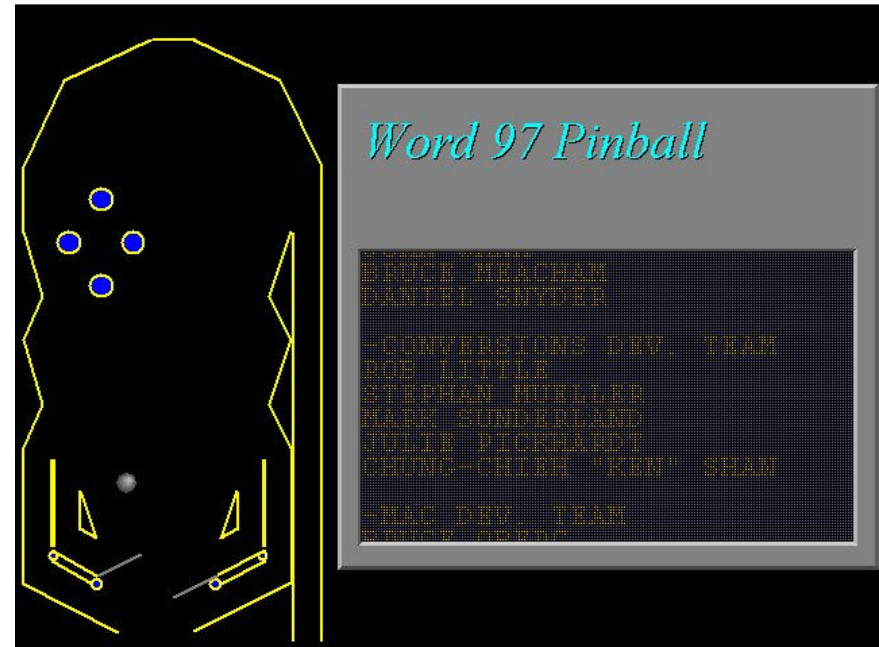 Word 97 Pinball
BRUCE MEACHAM
DANIEL SNYDER
-CONVERSIONS DEV. TEAM
ROB LITTLE
STEPHAN MUELLER
MARK SUNDERLAND
JULIE PICKHARDT
CHUNG-CHIEH "KEN" SHAN
-MAC DEV. TEAM